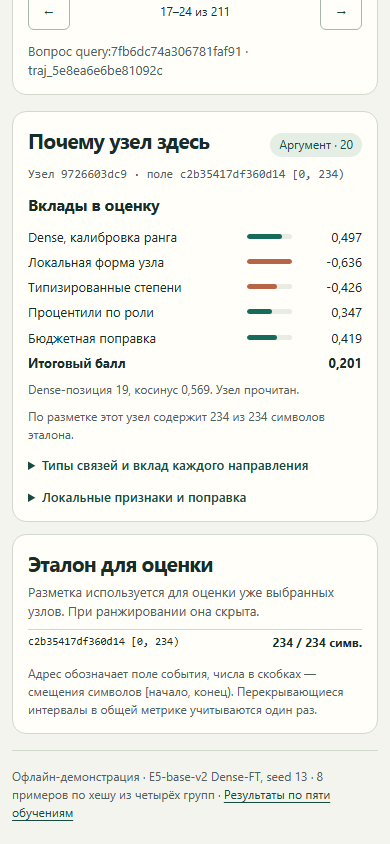 ←
17–24 из 211
→
Вопрос query:7fb6dc74a306781faf91 ·
traj_5e8ea6e6be81092c
Почему узел здесь
Аргумент · 20
Узел 9726603dc9 · поле c2b35417df360d14 [0, 234)
Вклады в оценку
Dense, калибровка ранга 0,497
Локальная форма узла -0,636
Типизированные степени -0,426
Процентили по роли 0,347
Бюджетная поправка 0,419
Итоговый балл 0,201
Dense-позиция 19, косинус 0,569. Узел прочитан.
По разметке этот узел содержит 234 из 234 символов
эталона.
▶ Типы связей и вклад каждого направления
▶ Локальные признаки и поправка
Эталон для оценки
Разметка используется для оценки уже выбранных
узлов. При ранжировании она скрыта.
c2b35417df360d14 [0, 234) 234 / 234 симв.
Адрес обозначает поле события, числа в скобках —
смещения символов [начало, конец). Перекрывающиеся
интервалы в общей метрике учитываются один раз.
Офлайн-демонстрация · E5-base-v2 Dense-FT, seed 13 · 8
примеров по хешу из четырёх групп · Результаты по пяти
обучениям